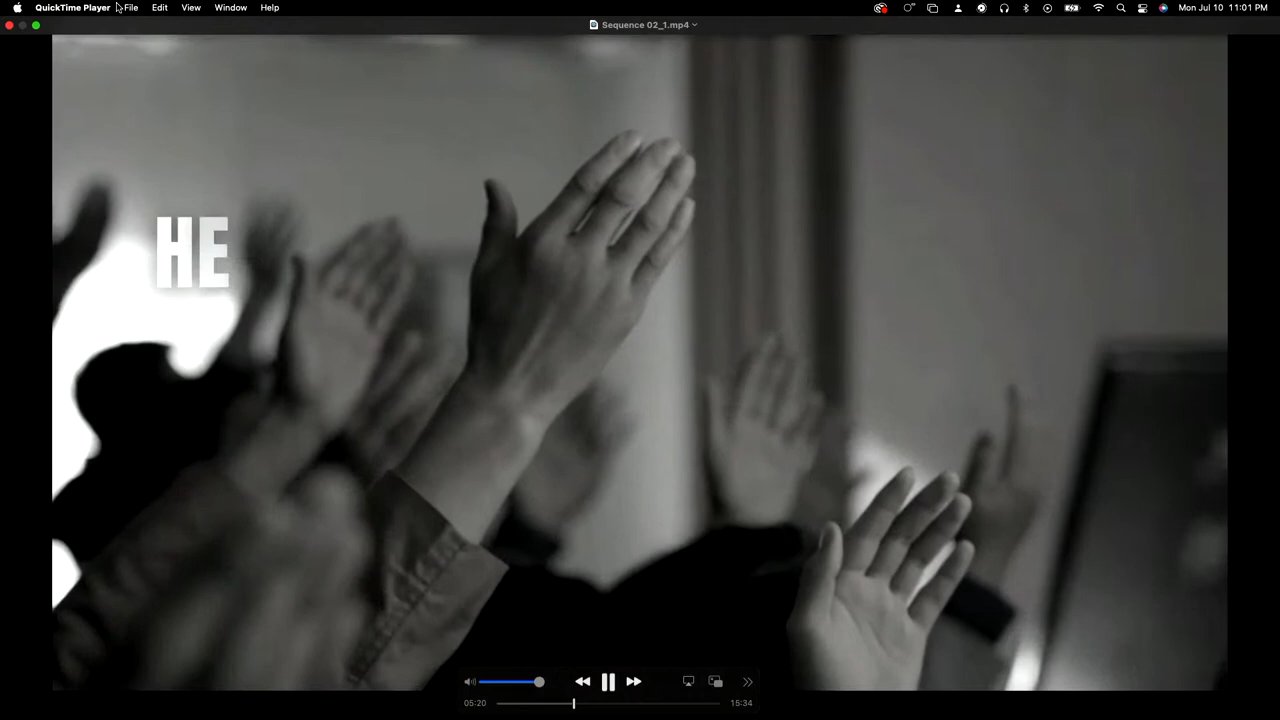 QuickTime Player File Edit View Window Help
Mon Jul 10 11:01 PM
Sequence 02_1.mp4
HE
05:20
15:34